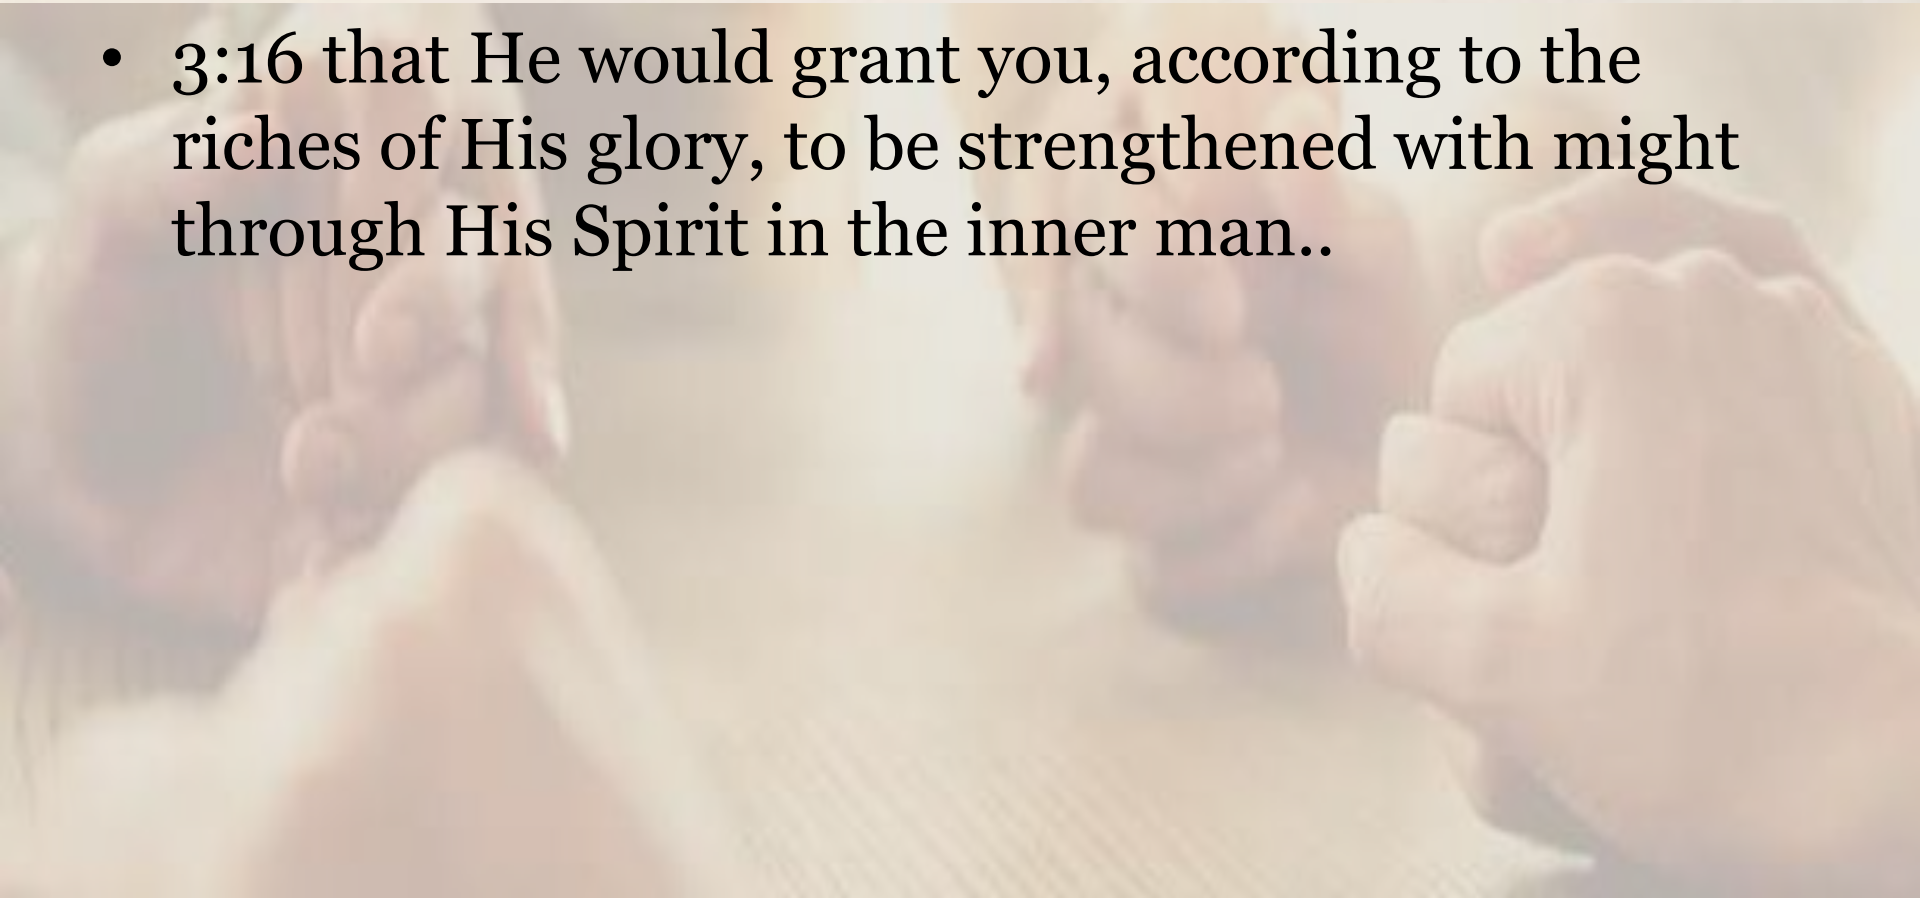 • 3:16 that He would grant you, according to the
riches of His glory, to be strengthened with might
through His Spirit in the inner man..